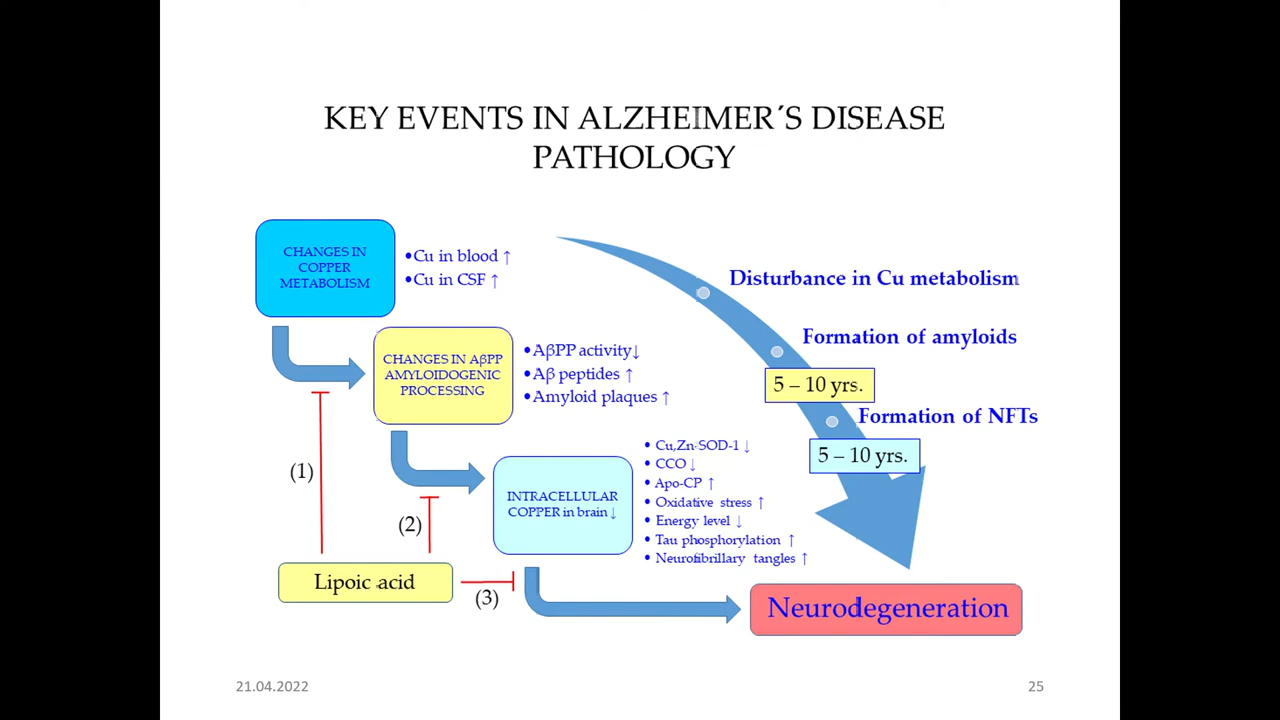 KEY EVENTS IN ALZHEIMER´S DISEASE
PATHOLOGY
CHANGES IN
COPPER
METABOLISM
•Cu in blood ↑
•Cu in CSF ↑
CHANGES IN AβPP
AMYLOIDOGENIC
PROCESSING
•AβPP activity↓
•Aβ peptides ↑
•Amyloid plaques ↑
INTRACELLULAR
COPPER in brain ↓
• Cu,Zn-SOD-1 ↓
• CCO ↓
• Apo-CP ↑
• Oxidative stress ↑
• Energy level ↓
• Tau phosphorylation ↑
• Neurofibrillary tangles ↑
Disturbance in Cu metabolism
Formation of amyloids
5 – 10 yrs.
Formation of NFTs
5 – 10 yrs.
(1)
(2)
Lipoic acid
(3)
Neurodegeneration
21.04.2022
25